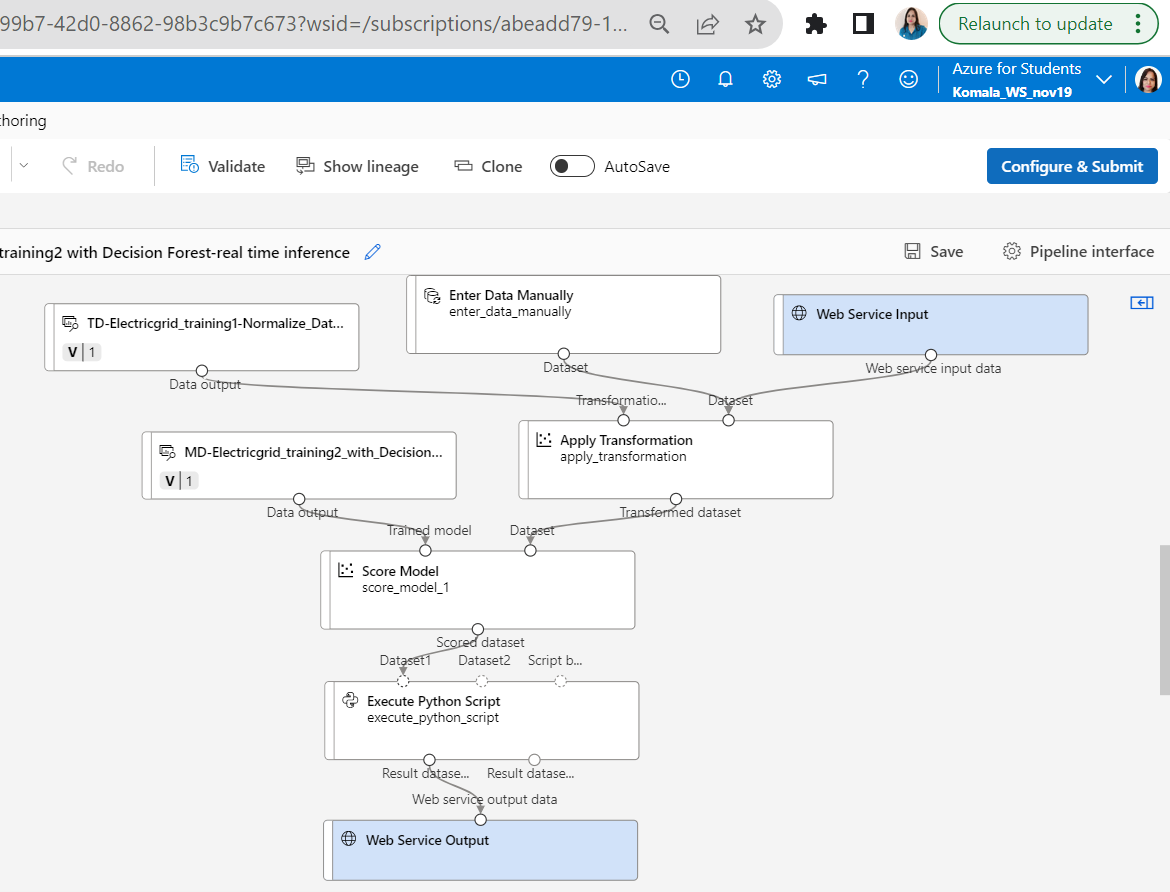 99b7-42d0-8862-98b3c9b7c673?wsid=/subscriptions/abeadd79-1...
Relaunch to update
Azure for Students
Komala_WS_nov19
thoring
Redo
Validate
Show lineage
Clone
AutoSave
Configure & Submit
training2 with Decision Forest-real time inference
Save
Pipeline interface
Enter Data Manually
enter_data_manually
TD-Electricgrid_training1-Normalize_Dat...
V 1
Web Service Input
Dataset
Web service input data
Data output
Transformatio...
Dataset
MD-Electricgrid_training2_with_Decision...
V 1
Apply Transformation
apply_transformation
Data output
Transformed dataset
Trained model
Dataset
Score Model
score_model_1
Scored dataset
Dataset1
Dataset2
Script b...
Execute Python Script
execute_python_script
Result datase...
Result datase...
Web service output data
Web Service Output